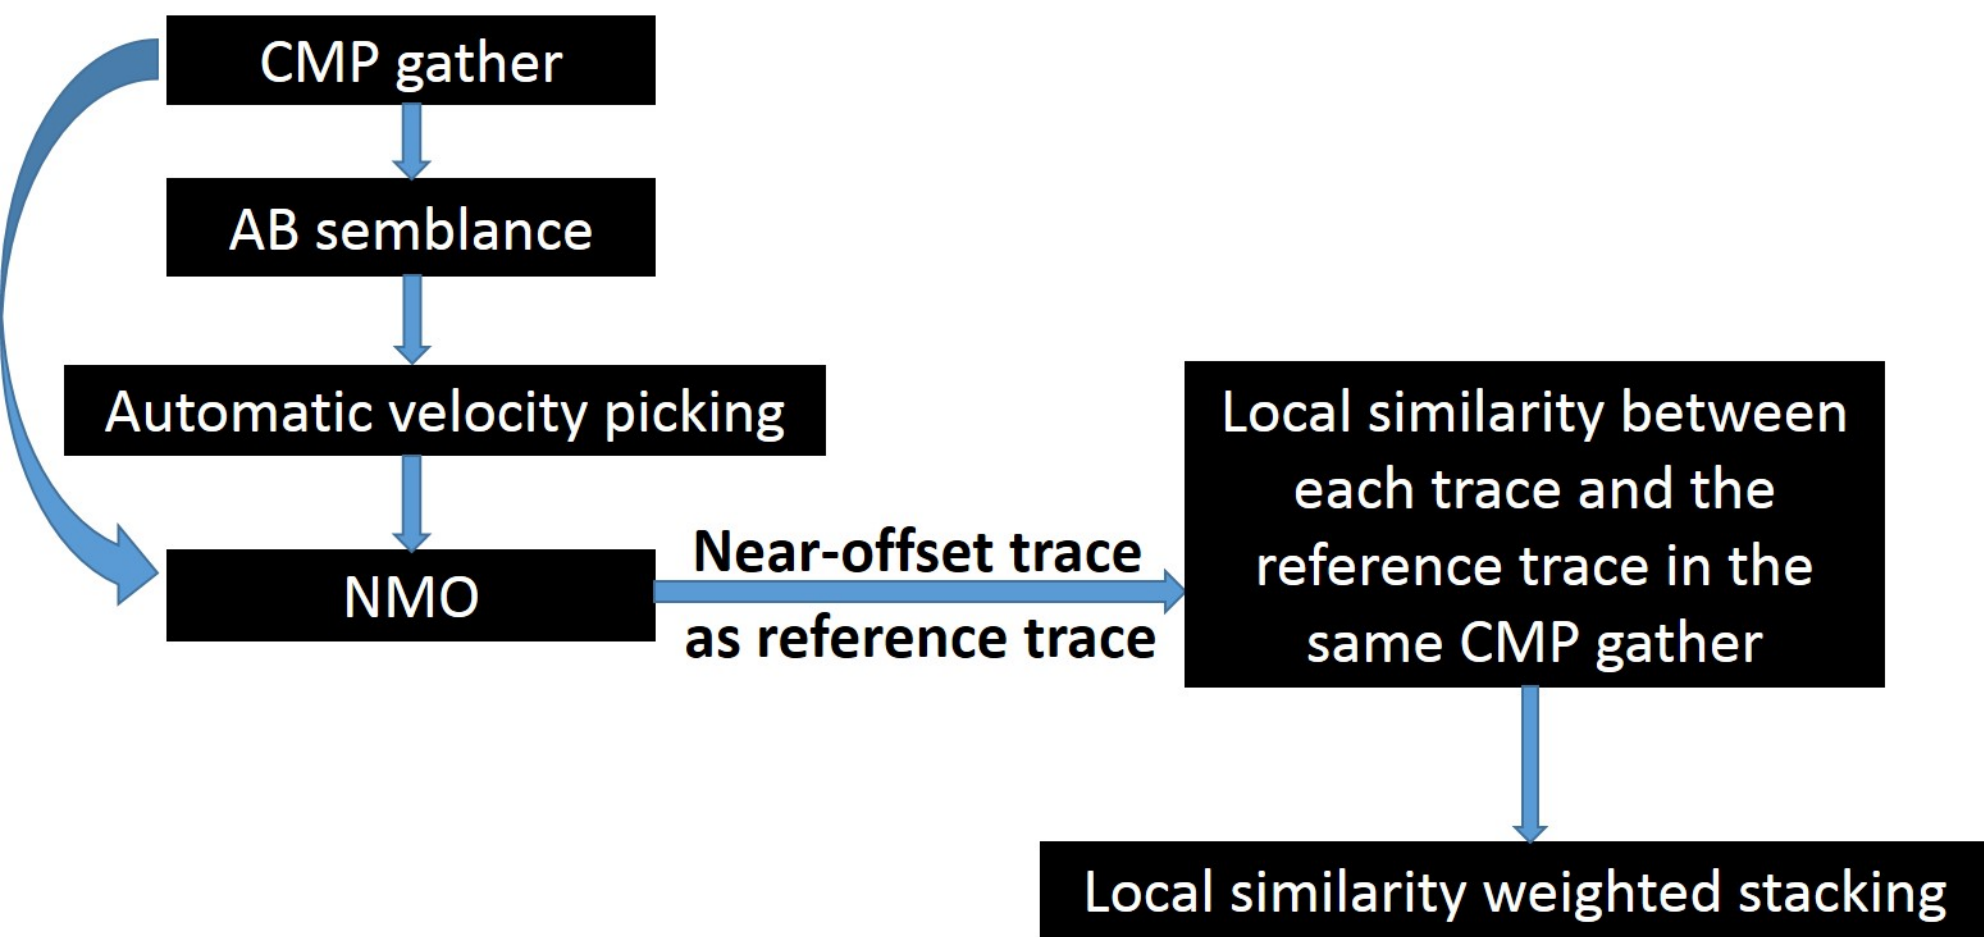 CMP gather
AB semblance
Automatic velocity picking
NMO
Near-offset trace
as reference trace
Local similarity between
each trace and the
reference trace in the
same CMP gather
Local similarity weighted stacking